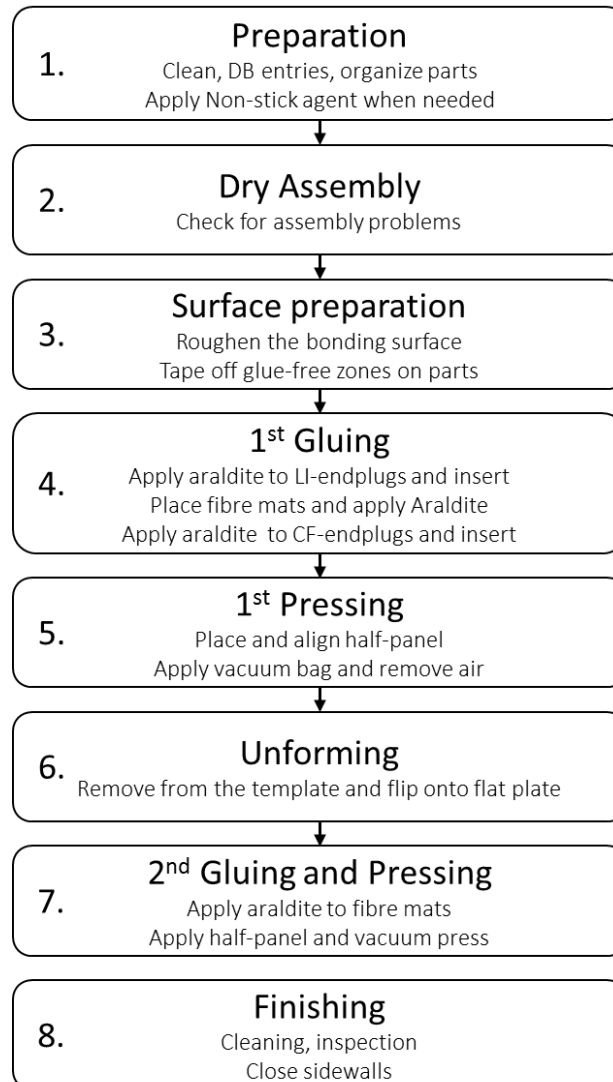 1.
Preparation
Clean, DB entries, organize parts
Apply Non-stick agent when needed
2.
Dry Assembly
Check for assembly problems
3.
Surface preparation
Roughen the bonding surface
Tape off glue-free zones on parts
4.
1st Gluing
Apply araldite to LI-endplugs and insert
Place fibre mats and apply Araldite
Apply araldite to CF-endplugs and insert
5.
1st Pressing
Place and align half-panel
Apply vacuum bag and remove air
6.
Unforming
Remove from the template and flip onto flat plate
7.
2nd Gluing and Pressing
Apply araldite to fibre mats
Apply half-panel and vacuum press
8.
Finishing
Cleaning, inspection
Close sidewalls